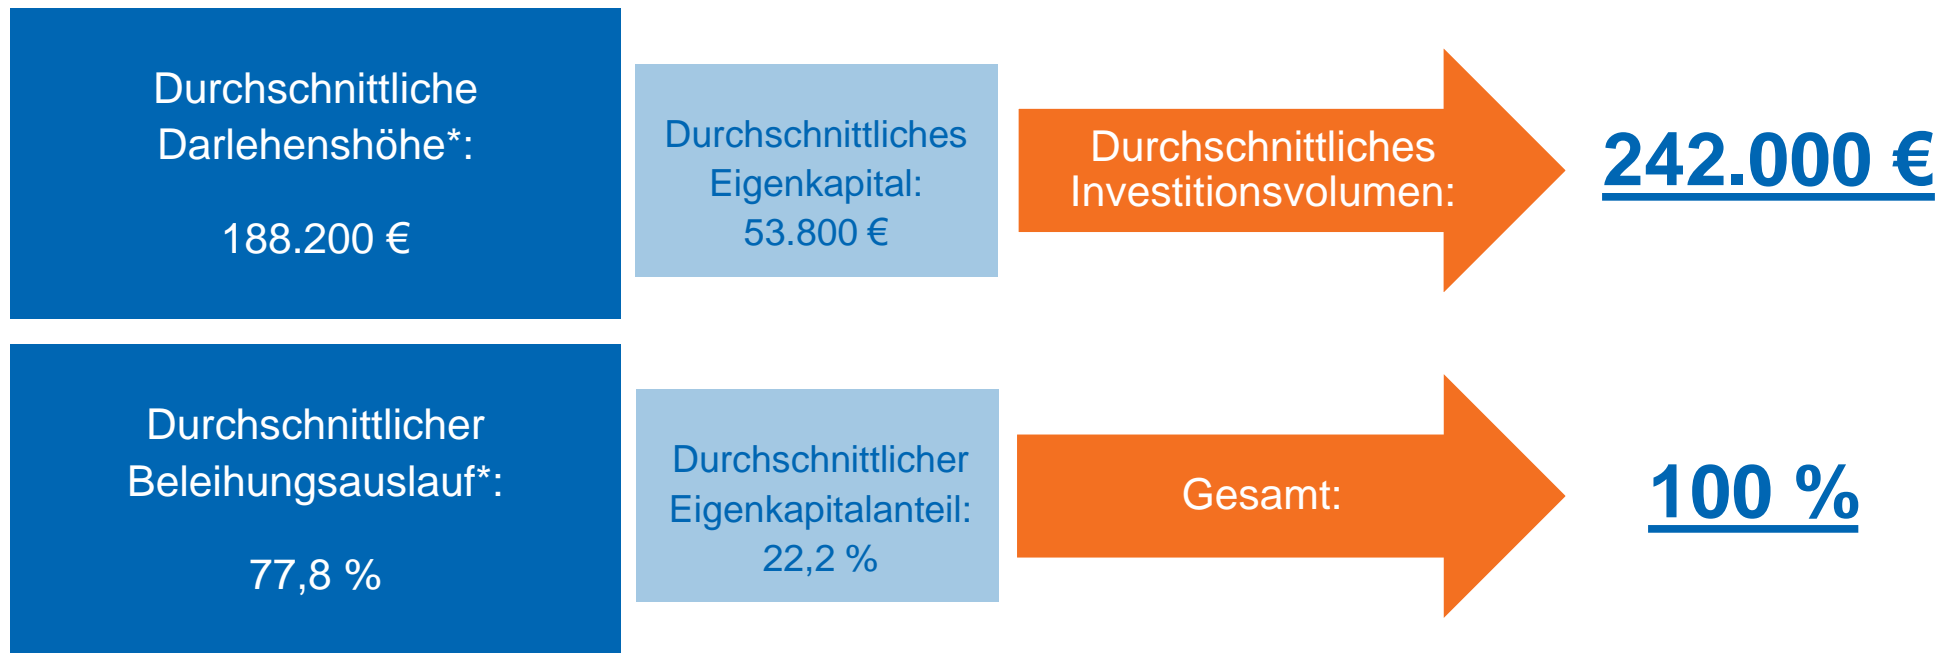 Durchschnittliche
Darlehenshöhe*:
188.200 €
Durchschnittliches
Eigenkapital:
53.800 €
Durchschnittliches
Investitionsvolumen:
242.000 €
Durchschnittlicher
Beleihungsauslauf*:
77,8 %
Durchschnittlicher
Eigenkapitalanteil:
22,2 %
Gesamt:
100 %